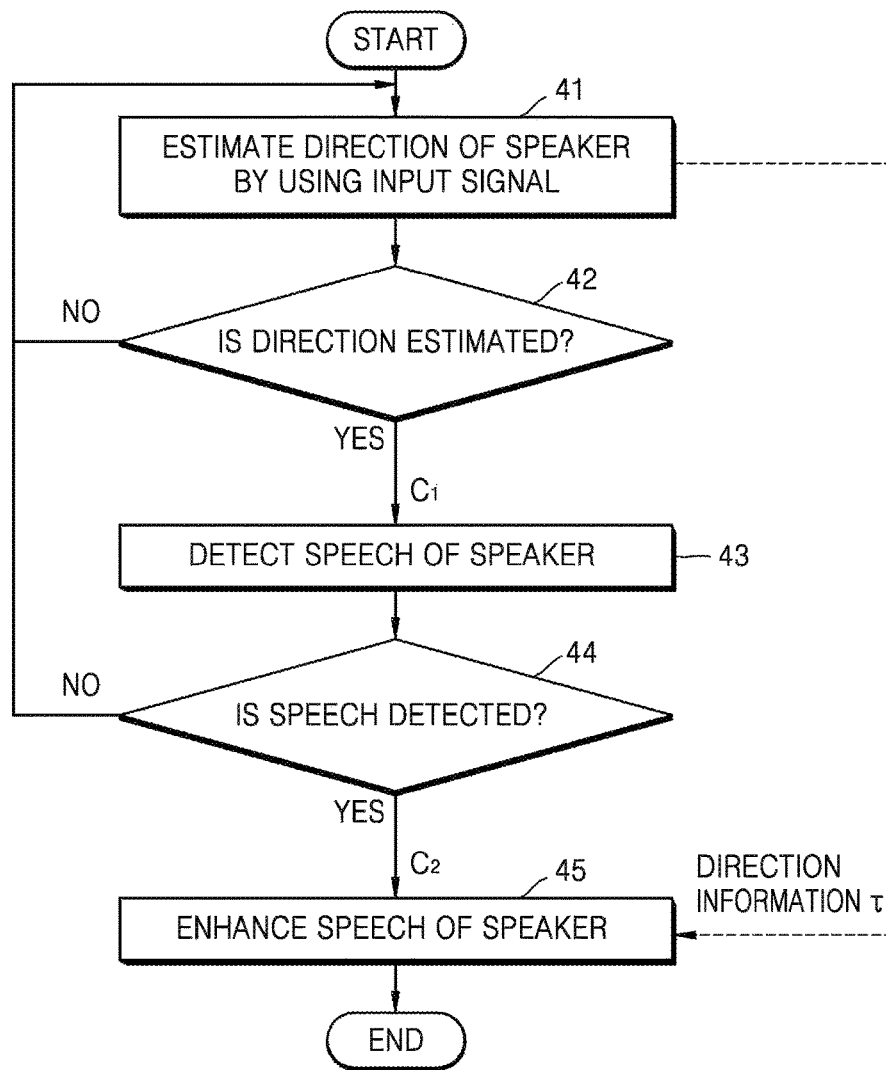 START
41
ESTIMATE DIRECTION OF SPEAKER
BY USING INPUT SIGNAL
42
NO
IS DIRECTION ESTIMATED?
YES
C₁
DETECT SPEECH OF SPEAKER
43
44
NO
IS SPEECH DETECTED?
YES
C₂
45
DIRECTION
INFORMATION τ
ENHANCE SPEECH OF SPEAKER
END